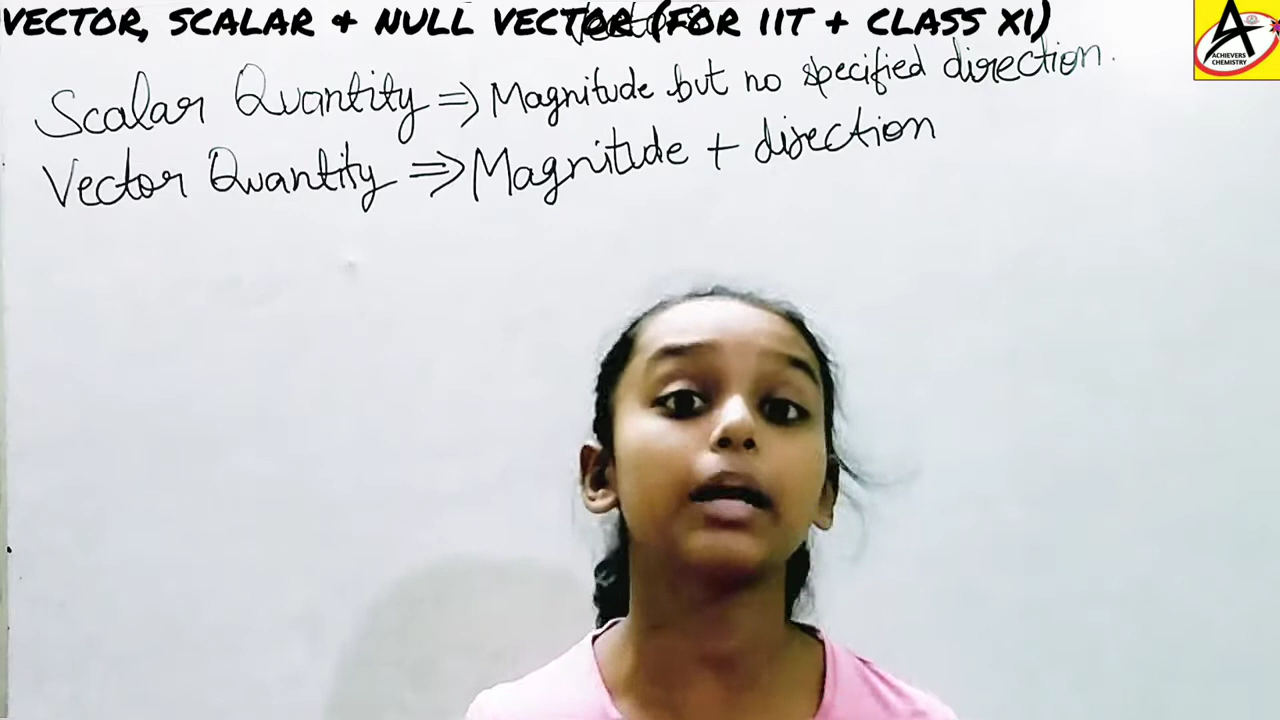 VECTOR, SCALAR & NULL VECTOR (FOR IIT + CLASS XI)
Scalar Quantity => Magnitude but no specified direction.
Vector Quantity => Magnitude + direction
A
ACHIEVERS
CHEMISTRY